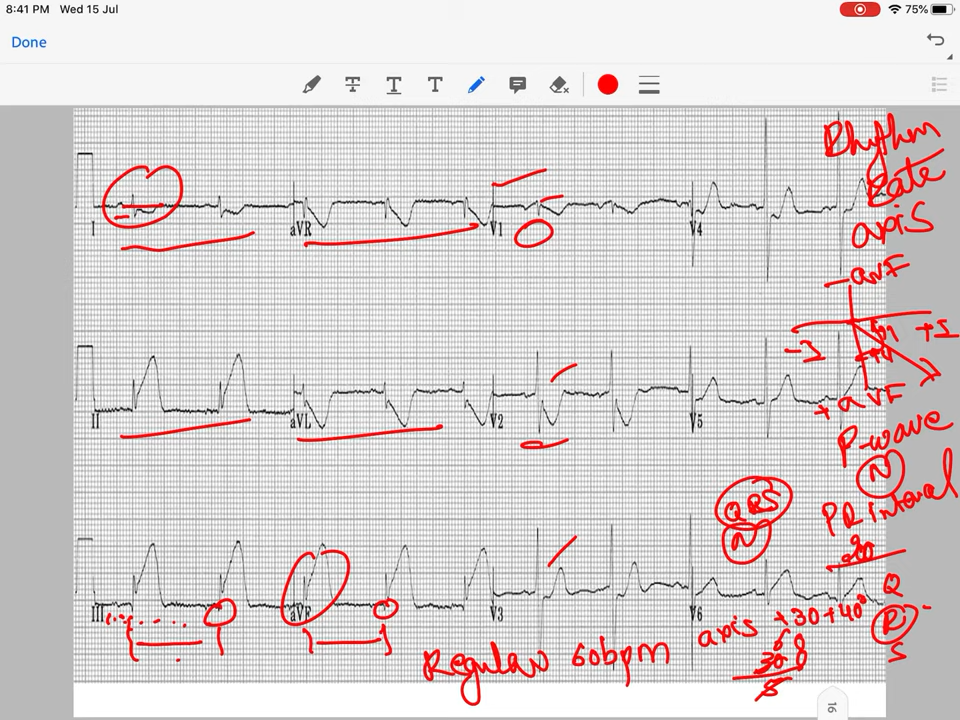 8:41 PM Wed 15 Jul
75%
Done
T T
Rhythm
Rate
axis
I aVR V1 V4
- aVF
- I + I
+ aVF
II aVL V2 V5
P-wave
N
QRS
N
PR interval
Q
R
S
III aVF V3 V6
axis +30+40°
Regular 60bpm
16